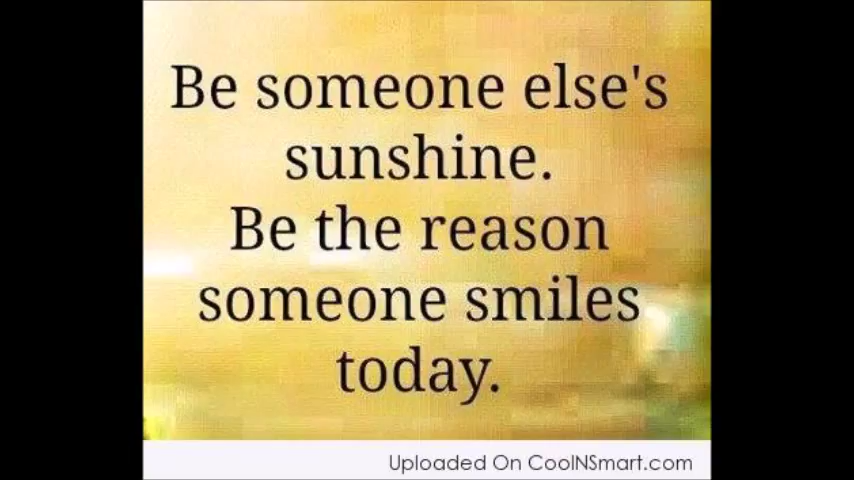 Be someone else's
sunshine.
Be the reason
someone smiles
today.
Uploaded On CoolNSmart.com